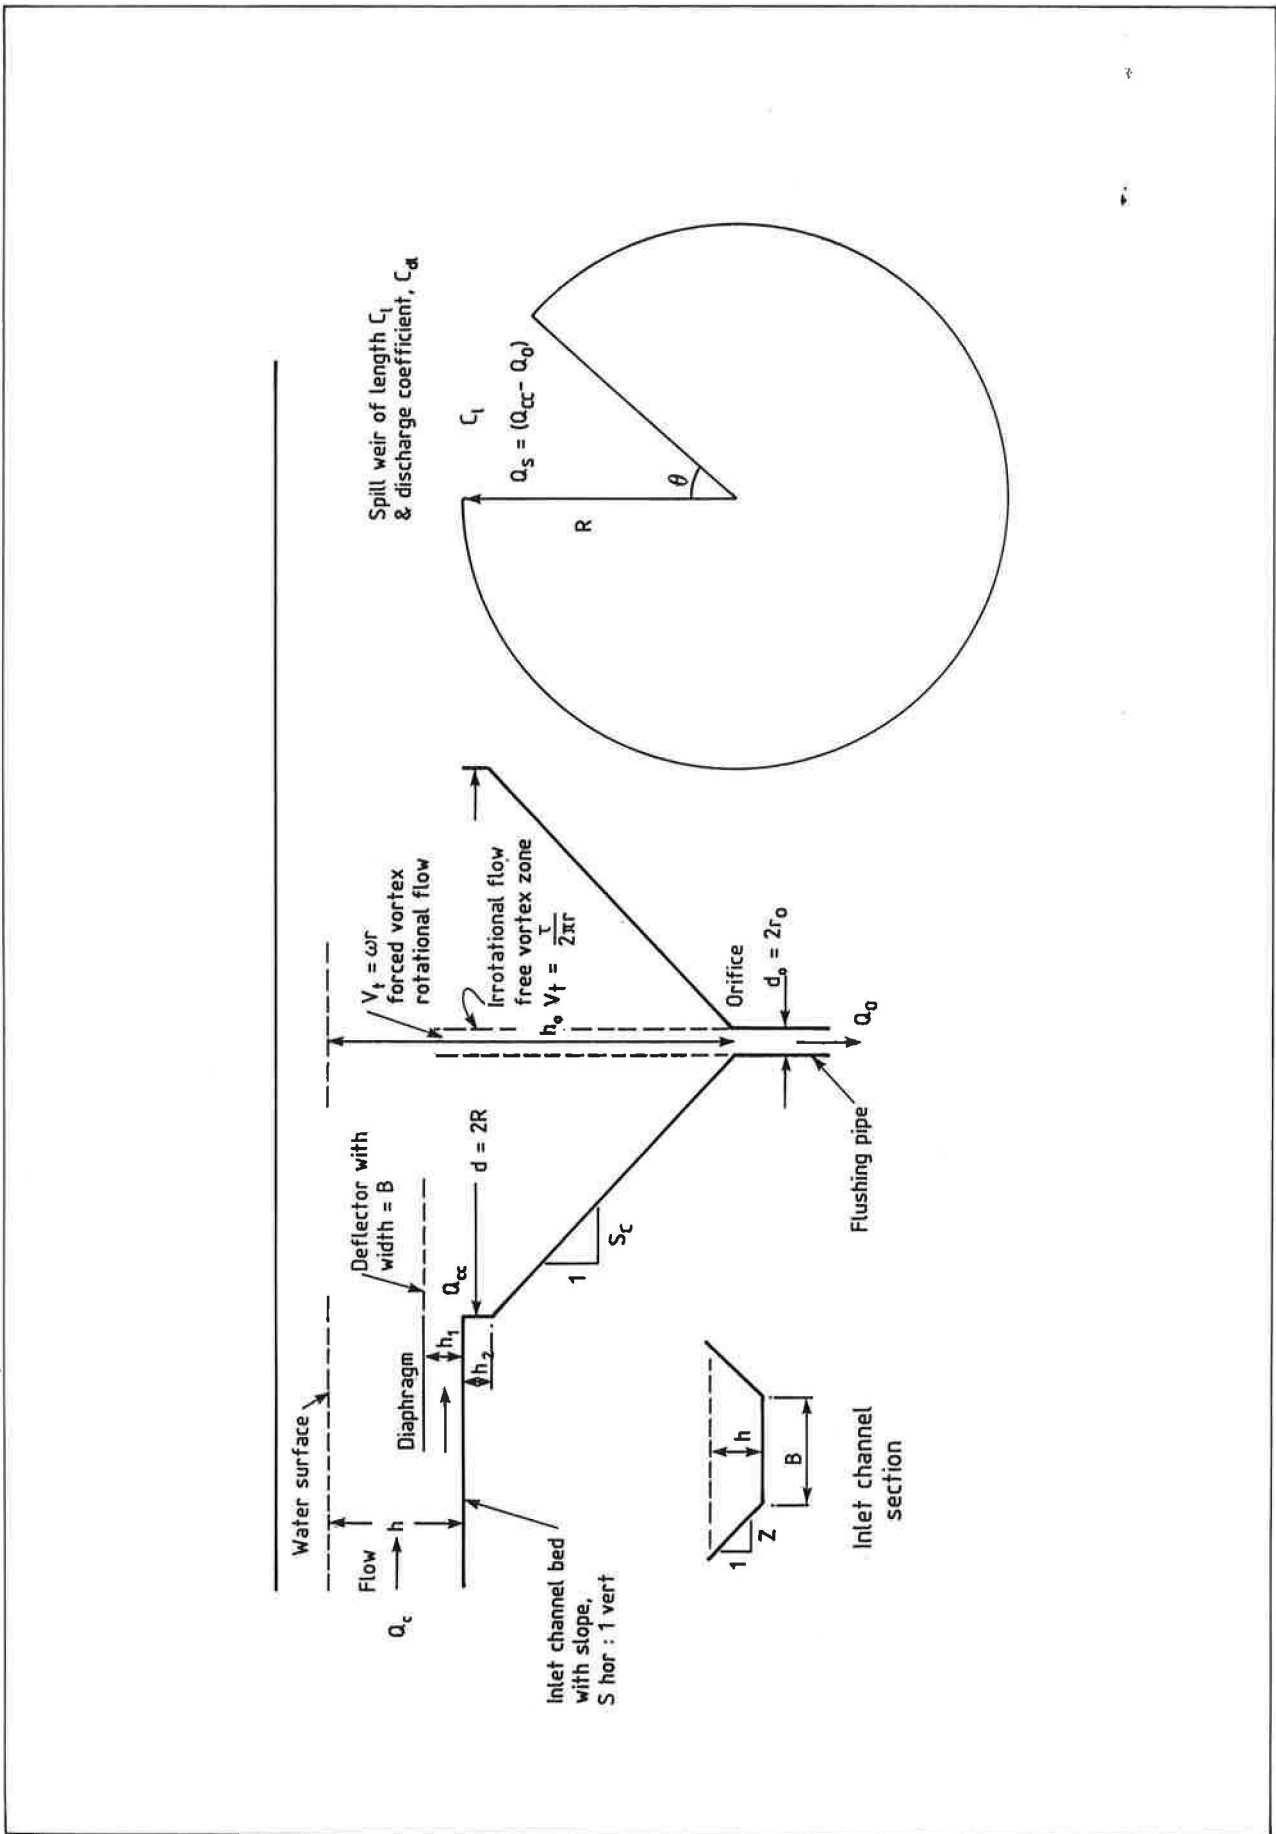 Water surface
Flow
Q_c
h
Diaphragm
h_1
h_2
Deflector with
width = B
Q_cc
d = 2R
V_t = ωr
forced vortex
rotational flow
Irrotational flow
free vortex zone
h_o V_t = τ/2πr
1
S_c
Orifice
d_o = 2r_o
Q_o
Flushing pipe
Inlet channel bed
with slope,
S hor : 1 vert
1
Z
h
B
Inlet channel
section
Spill weir of length C_l
& discharge coefficient, C_dl
C_l
Q_s = (Q_cc - Q_o)
R
θ